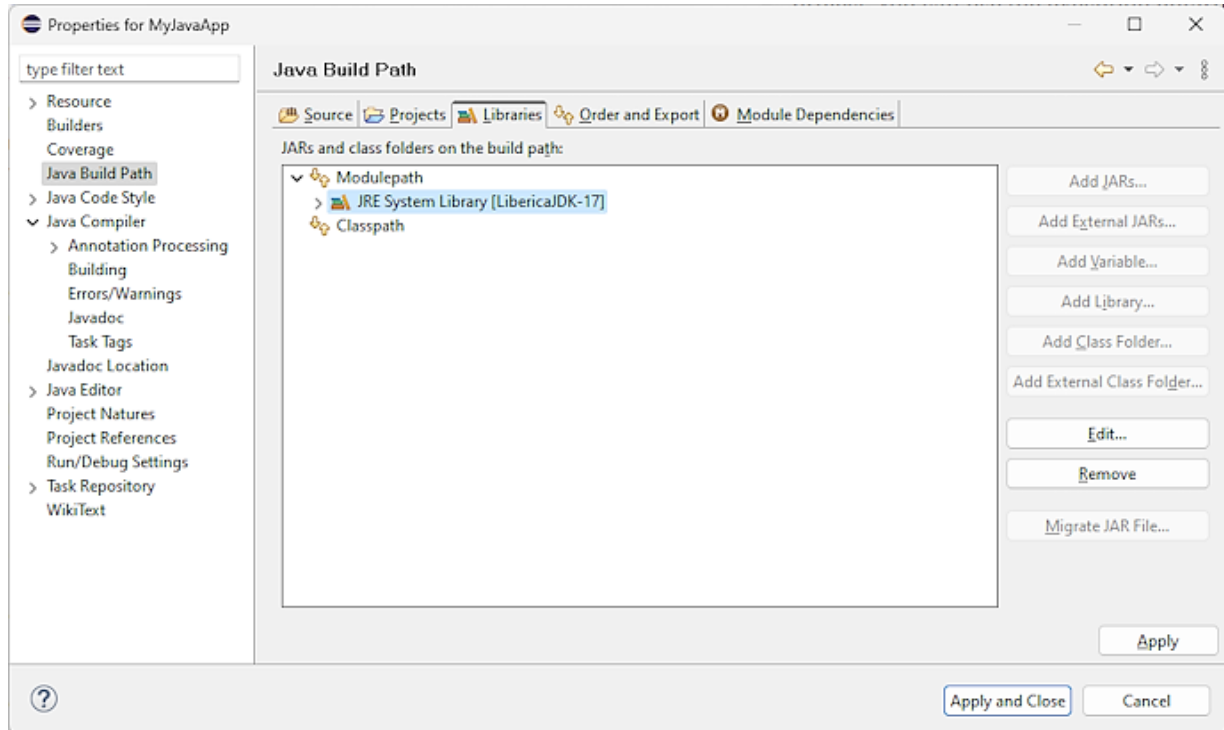 Properties for MyJavaApp
type filter text
Resource
Builders
Coverage
Java Build Path
Java Code Style
Java Compiler
Annotation Processing
Building
Errors/Warnings
Javadoc
Task Tags
Javadoc Location
Java Editor
Project Natures
Project References
Run/Debug Settings
Task Repository
WikiText
Java Build Path
Source Projects Libraries Order and Export Module Dependencies
JARs and class folders on the build path:
Modulepath
JRE System Library [LibericaJDK-17]
Classpath
Add JARs...
Add External JARs...
Add Variable...
Add Library...
Add Class Folder...
Add External Class Folder...
Edit...
Remove
Migrate JAR File...
Apply
?
Apply and Close
Cancel